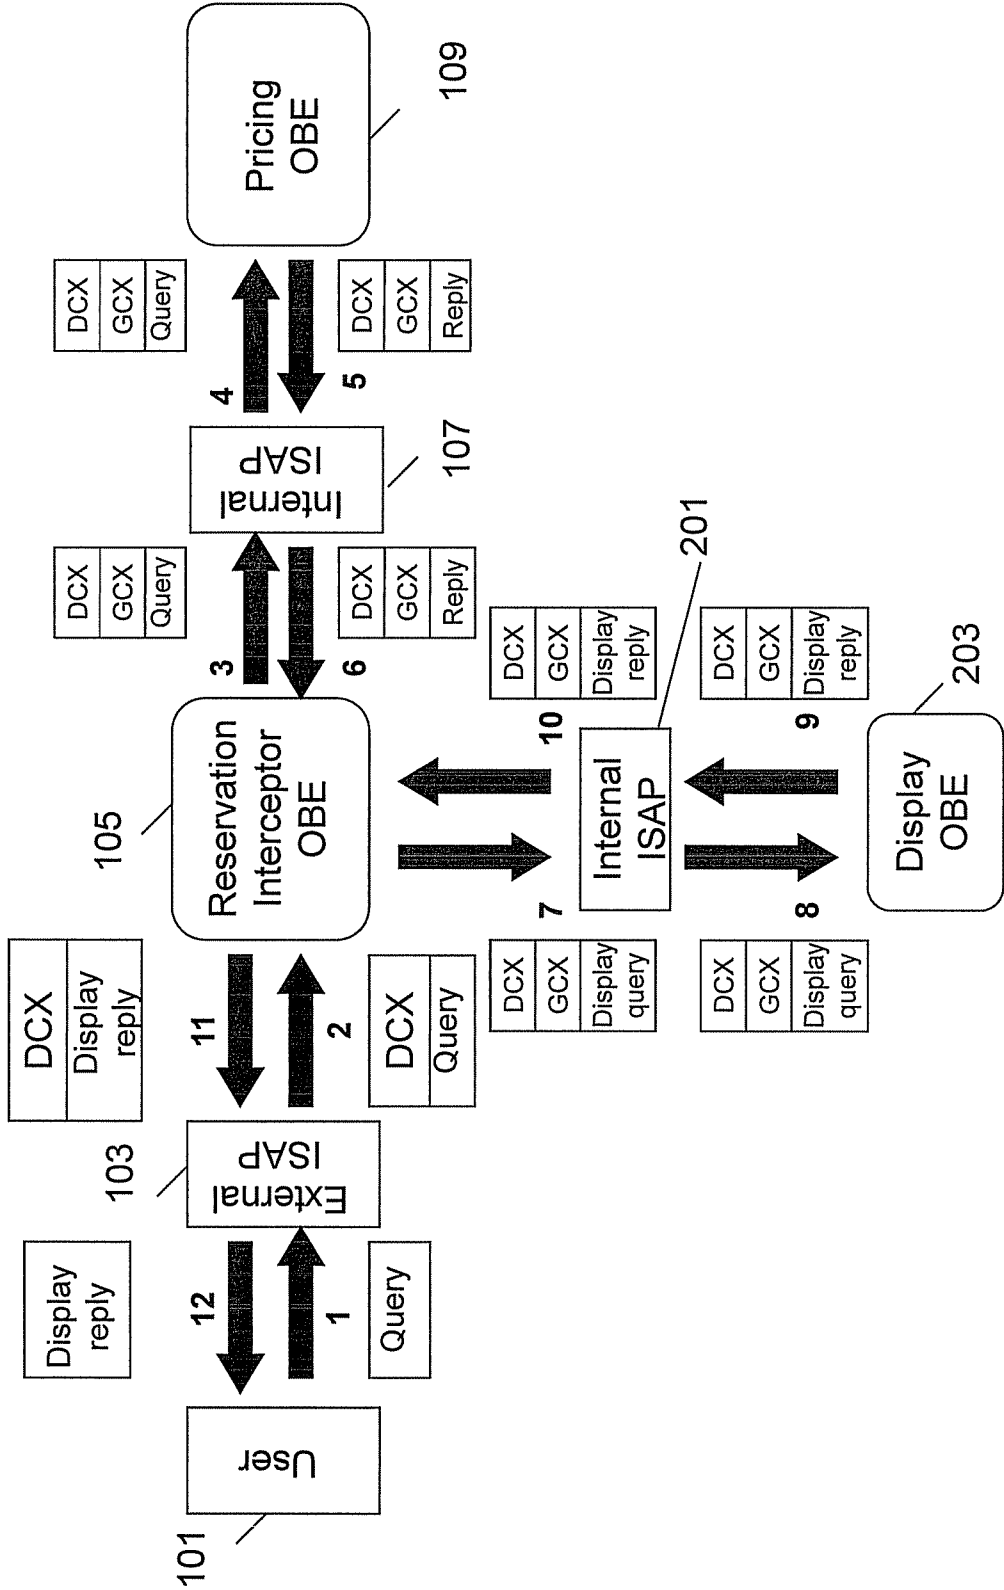 Display
reply
DCX
Display
reply
DCX
GCX
Query
DCX
GCX
Query
101
103
105
12
11
3
4
User
External
ISAP
Reservation
Interceptor
OBE
Internal
ISAP
Pricing
OBE
1
2
6
5
Query
DCX
Query
DCX
GCX
Reply
DCX
GCX
Reply
107
109
DCX
GCX
Display
query
7
10
DCX
GCX
Display
reply
Internal
ISAP
201
DCX
GCX
Display
query
8
9
DCX
GCX
Display
reply
Display
OBE
203